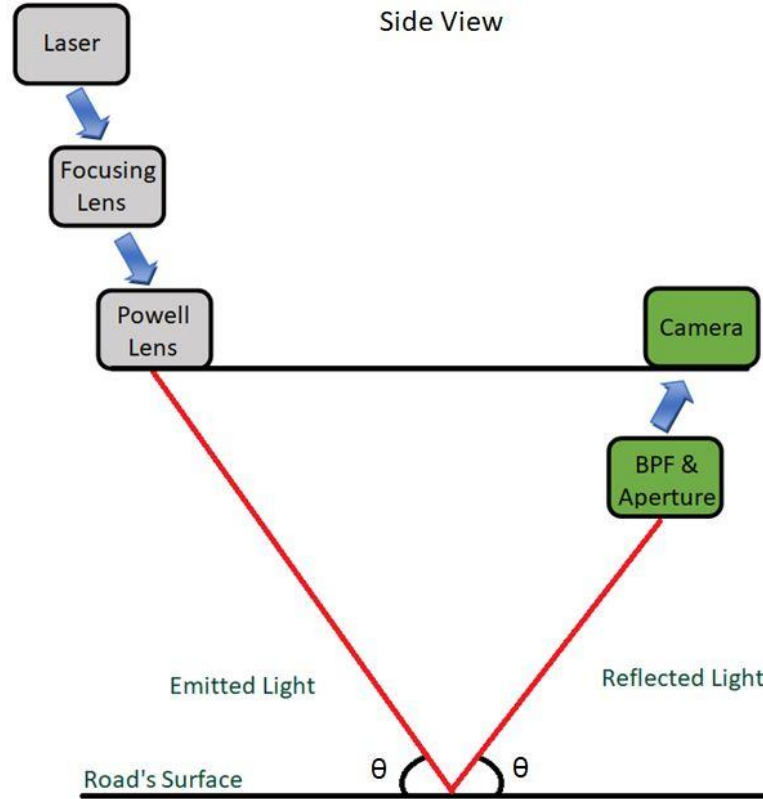 Side View
Laser
Focusing
Lens
Powell
Lens
Camera
BPF &
Aperture
Emitted Light
Reflected Light
Road's Surface
θ
θ